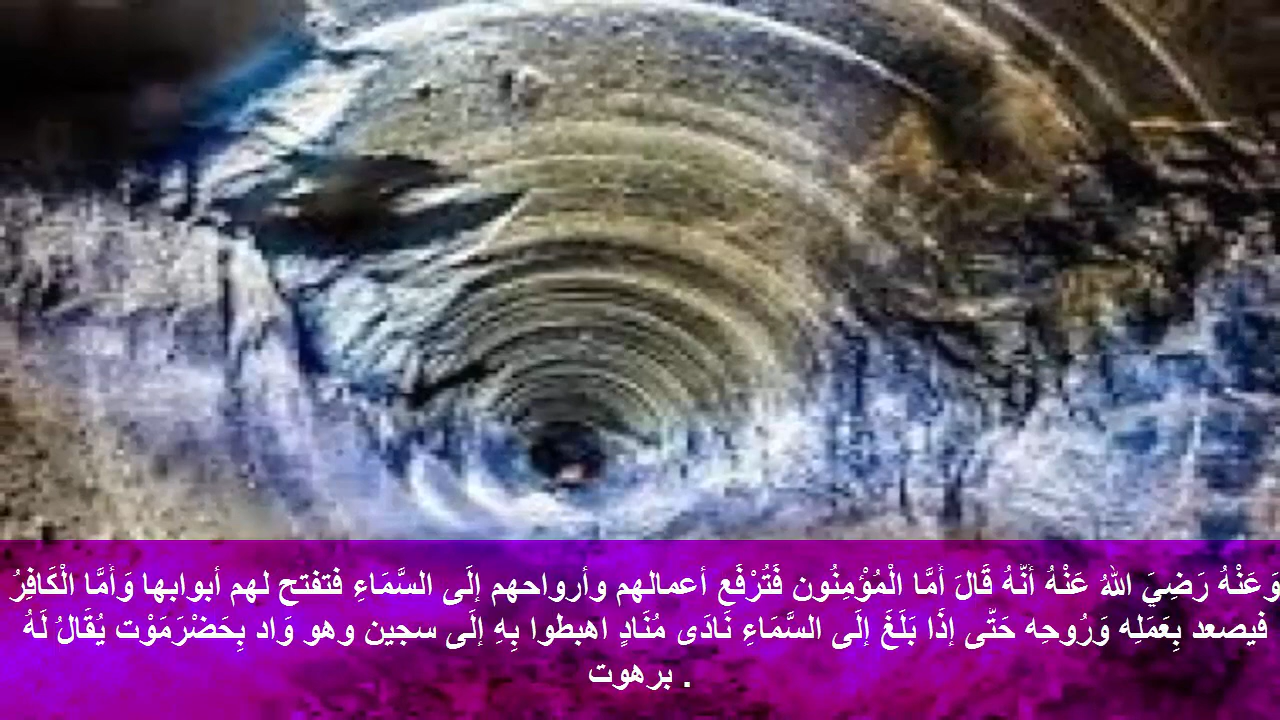 وَعَنْهُ رَضِيَ اللهُ عَنْهُ أَنَّهُ قَالَ أَمَّا الْمُؤْمِنُون فَتُرْفَع أعمالهم وأرواحهم إِلَى السَّمَاءِ فتفتح لهم أبوابها وَأَمَّا الْكَافِرُ
فيصعد بِعَمَلِه وَرُوحِه حَتَّى إِذَا بَلَغَ إِلَى السَّمَاءِ نَادَى مُنَادٍ اهبطوا بِهِ إِلَى سجين وهو وَاد بِحَضْرَمَوْت يُقَالُ لَهُ
برهوت .